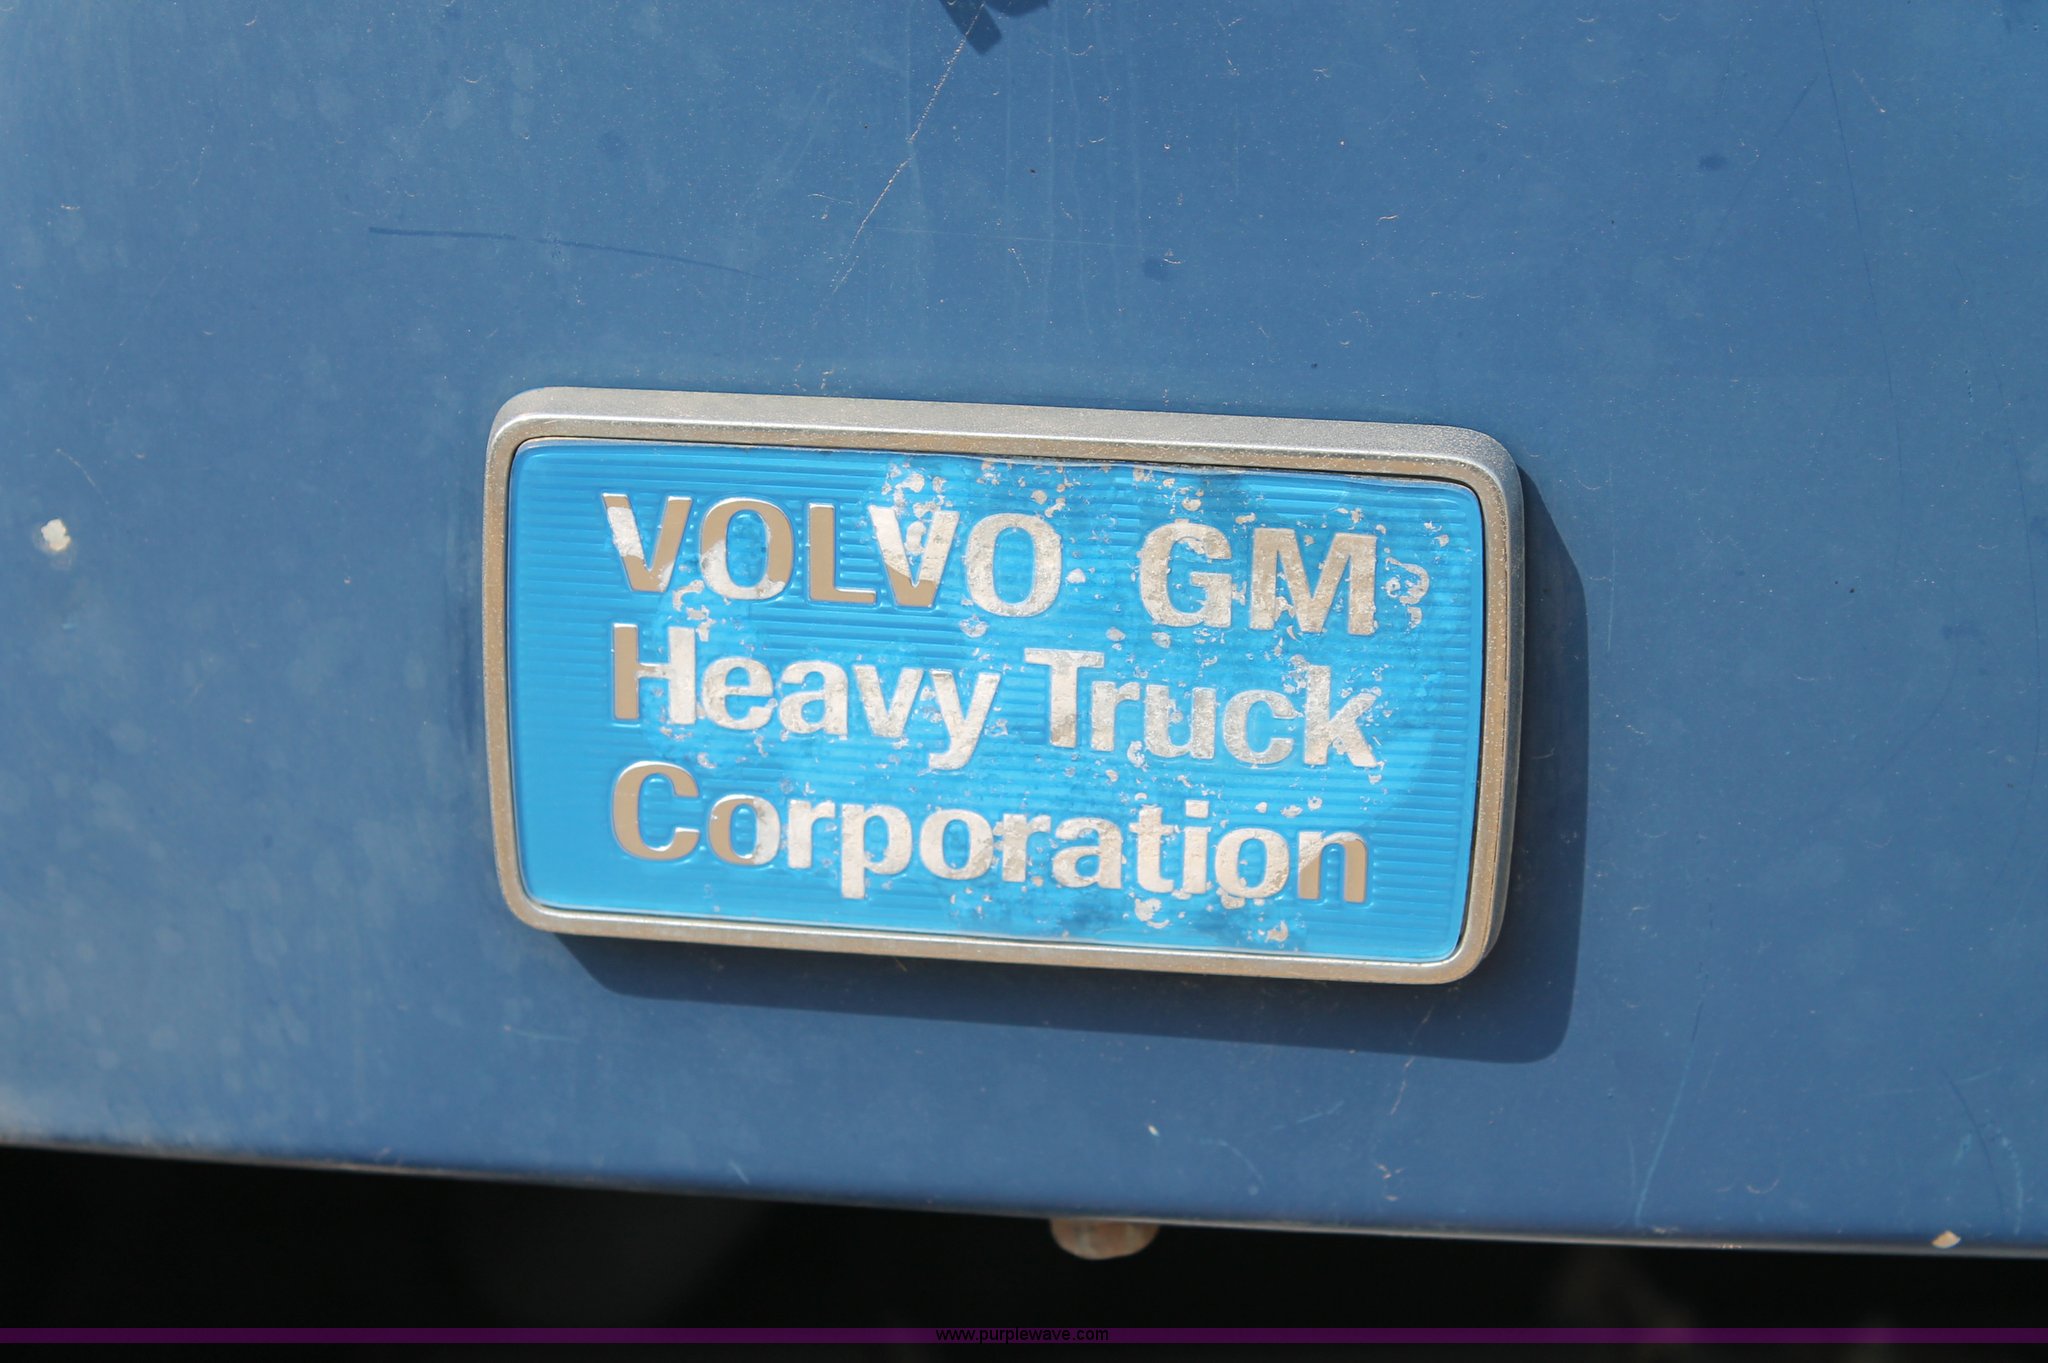 VOLVO GM
Heavy Truck
Corporation
www.purplewave.com